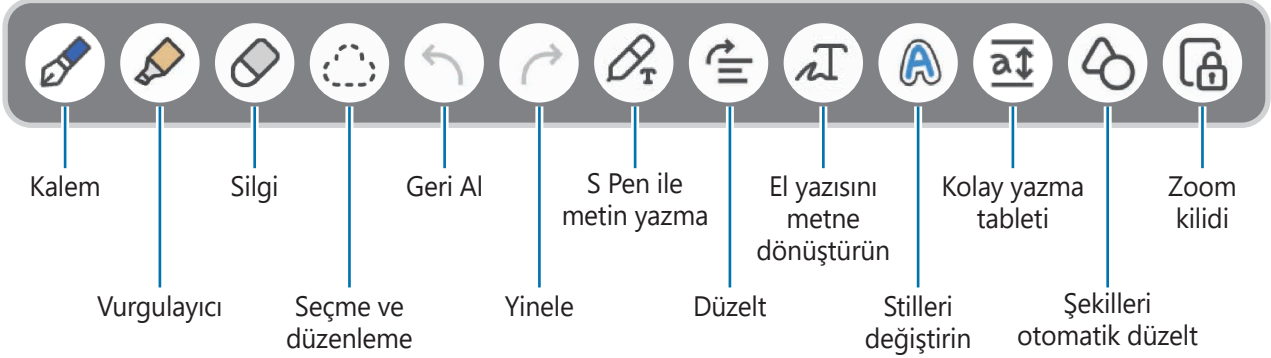 Kalem
Silgi
Geri Al
S Pen ile
metin yazma
El yazısını
metne
dönüştürün
Kolay yazma
tableti
Zoom
kilidi
Vurgulayıcı
Seçme ve
düzenleme
Yinele
Düzelt
Stilleri
değiştirin
Şekilleri
otomatik düzelt